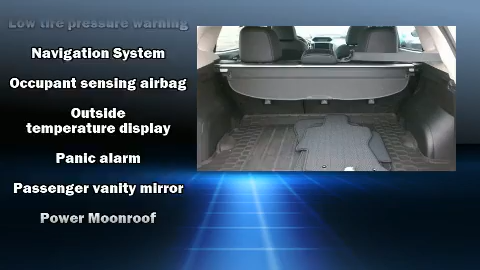 Low tire pressure warning
Navigation System
Occupant sensing airbag
Outside
temperature display
Panic alarm
Passenger vanity mirror
Power Moonroof